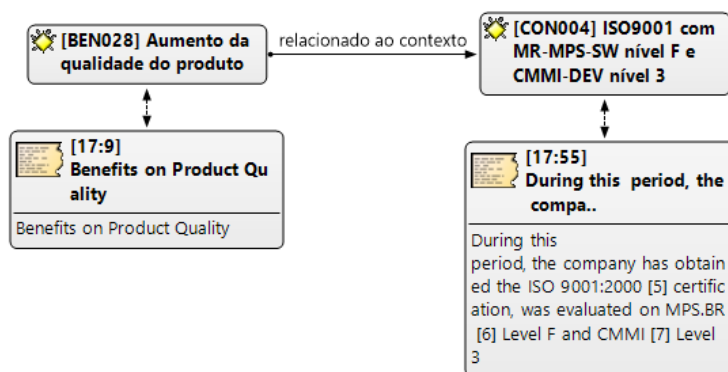 [BEN028] Aumento da
qualidade do produto
relacionado ao contexto
[CON004] ISO9001 com
MR-MPS-SW nível F e
CMMI-DEV nível 3
[17:9]
Benefits on Product Qu
ality
Benefits on Product Quality
[17:55]
During this period, the
compa..
During this
period, the company has obtain
ed the ISO 9001:2000 [5] certific
ation, was evaluated on MPS.BR
[6] Level F and CMMI [7] Level
3